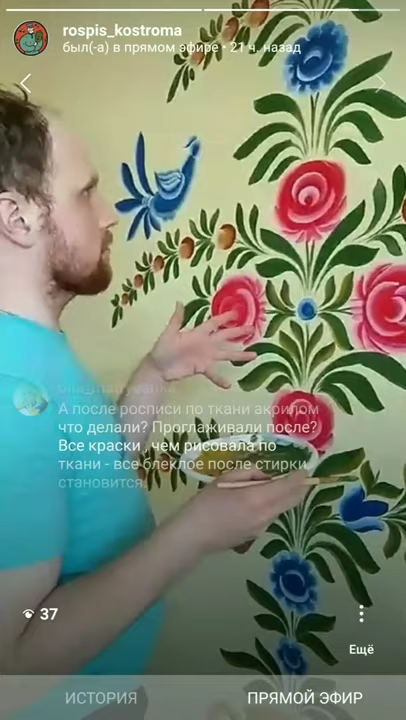 rospis_kostroma
был(-а) в прямом эфире • 21 ч. назад
А после росписи по ткани акрилом
что делали? Проглаживали после?
Все краски , чем рисовала по
ткани - все блеклое после стирки
становится
37
Ещё
ИСТОРИЯ ПРЯМОЙ ЭФИР